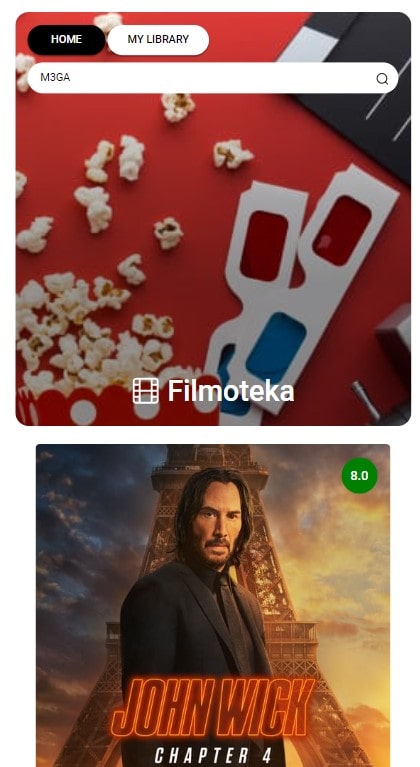 HOME
MY LIBRARY
M3GA
Filmoteka
8.0
JOHN WICK
CHAPTER 4